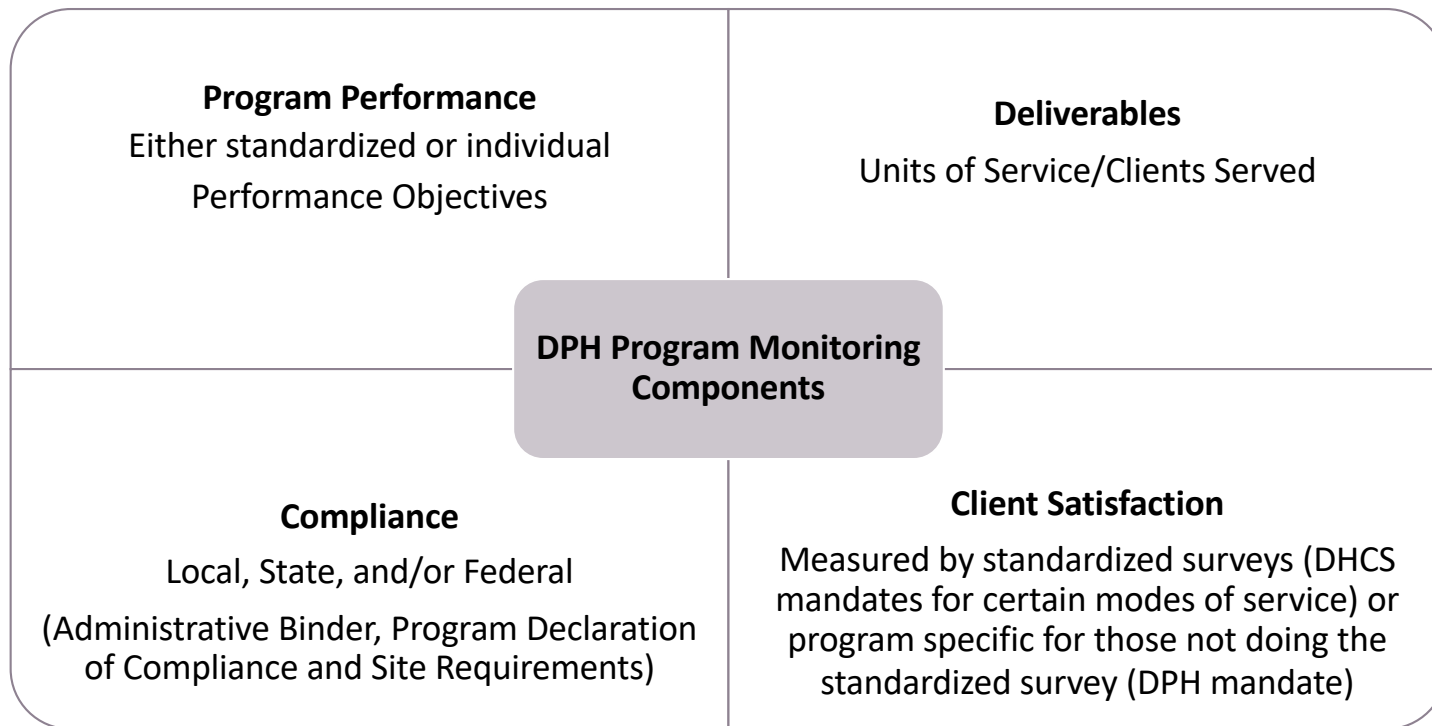 Program Performance
Either standardized or individual
Performance Objectives
Deliverables
Units of Service/Clients Served
DPH Program Monitoring
Components
Compliance
Local, State, and/or Federal
(Administrative Binder, Program Declaration
of Compliance and Site Requirements)
Client Satisfaction
Measured by standardized surveys (DHCS
mandates for certain modes of service) or
program specific for those not doing the
standardized survey (DPH mandate)